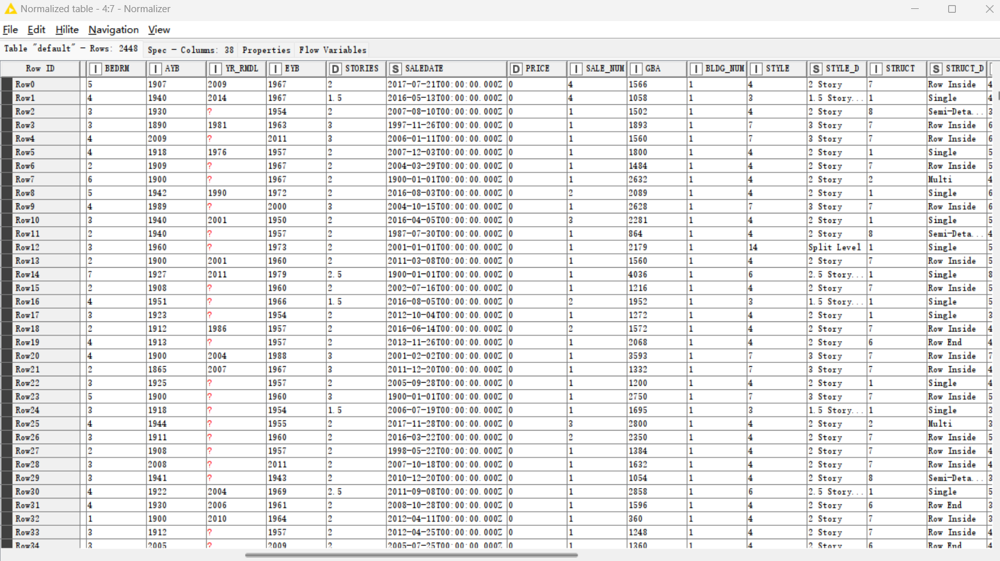 Normalized table - 4:7 - Normalizer
File Edit Hilite Navigation View
Table "default" - Rows: 2448 Spec - Columns: 38 Properties Flow Variables
Row ID I BEDRM I AYB I YR_RMDL I EYB D STORIES S SALEDATE D PRICE I SALE_NUM I GBA I BLDG_NUM I STYLE S STYLE_D I STRUCT S STRUCT_D
Row0 5 1907 2009 1967 2 2017-07-21T00:00:00.000Z 0 4 1566 1 4 2 Story 7 Row Inside 4
Row1 4 1940 2014 1967 1.5 2016-05-13T00:00:00.000Z 0 4 1058 1 3 1.5 Story... 1 Single 4
Row2 3 1930 ? 1954 2 2007-08-10T00:00:00.000Z 0 1 1502 1 4 2 Story 8 Semi-Deta... 3
Row3 3 1890 1981 1963 3 1997-11-26T00:00:00.000Z 0 1 1893 1 7 3 Story 7 Row Inside 6
Row4 4 2009 ? 2011 3 2006-01-11T00:00:00.000Z 0 1 1560 1 7 3 Story 7 Row Inside 6
Row5 4 1918 1976 1957 2 2007-12-03T00:00:00.000Z 0 1 1800 1 4 2 Story 1 Single 5
Row6 2 1909 ? 1967 2 2004-03-29T00:00:00.000Z 0 1 1484 1 4 2 Story 7 Row Inside 5
Row7 6 1900 ? 1967 2 1900-01-01T00:00:00.000Z 0 1 2632 1 4 2 Story 2 Multi 4
Row8 5 1942 1990 1972 2 2016-08-03T00:00:00.000Z 0 2 2089 1 4 2 Story 1 Single 6
Row9 4 1989 ? 2000 3 2004-10-15T00:00:00.000Z 0 1 2628 1 7 3 Story 7 Row Inside 6
Row10 3 1940 2001 1950 2 2016-04-05T00:00:00.000Z 0 3 2281 1 4 2 Story 1 Single 5
Row11 2 1940 ? 1957 2 1987-07-30T00:00:00.000Z 0 1 864 1 4 2 Story 8 Semi-Deta... 4
Row12 3 1960 ? 1973 2 2001-01-01T00:00:00.000Z 0 1 2179 1 14 Split Level 1 Single 5
Row13 2 1900 2001 1960 2 2011-03-08T00:00:00.000Z 0 1 1560 1 4 2 Story 7 Row Inside 5
Row14 7 1927 2011 1979 2.5 1900-01-01T00:00:00.000Z 0 1 4036 1 6 2.5 Story... 1 Single 8
Row15 2 1908 ? 1960 2 2002-07-16T00:00:00.000Z 0 1 1216 1 4 2 Story 7 Row Inside 5
Row16 4 1951 ? 1966 1.5 2016-08-05T00:00:00.000Z 0 2 1952 1 3 1.5 Story... 1 Single 5
Row17 3 1923 ? 1954 2 2012-10-04T00:00:00.000Z 0 1 1272 1 4 2 Story 1 Single 3
Row18 2 1912 1986 1957 2 2016-06-14T00:00:00.000Z 0 2 1572 1 4 2 Story 7 Row Inside 4
Row19 4 1913 ? 1957 2 2013-11-26T00:00:00.000Z 0 1 2068 1 4 2 Story 6 Row End 4
Row20 4 1900 2004 1988 3 2001-02-02T00:00:00.000Z 0 1 3593 1 7 3 Story 7 Row Inside 7
Row21 2 1865 2007 1967 3 2011-12-20T00:00:00.000Z 0 1 1332 1 7 3 Story 7 Row Inside 4
Row22 3 1925 ? 1957 2 2005-09-28T00:00:00.000Z 0 1 1200 1 4 2 Story 1 Single 4
Row23 5 1900 ? 1960 3 1900-01-01T00:00:00.000Z 0 1 2750 1 7 3 Story 7 Row Inside 5
Row24 3 1918 ? 1954 1.5 2006-07-19T00:00:00.000Z 0 1 1695 1 3 1.5 Story... 1 Single 3
Row25 4 1944 ? 1955 2 2017-11-28T00:00:00.000Z 0 3 2800 1 4 2 Story 2 Multi 3
Row26 3 1911 ? 1960 2 2016-03-22T00:00:00.000Z 0 2 2350 1 4 2 Story 7 Row Inside 5
Row27 2 1908 ? 1957 2 1998-05-22T00:00:00.000Z 0 1 1384 1 4 2 Story 7 Row Inside 4
Row28 3 2008 ? 2011 2 2007-10-18T00:00:00.000Z 0 1 1632 1 4 2 Story 7 Row Inside 4
Row29 3 1941 ? 1943 2 2010-12-20T00:00:00.000Z 0 1 1054 1 4 2 Story 8 Semi-Deta... 3
Row30 4 1922 2004 1969 2.5 2011-09-08T00:00:00.000Z 0 1 2858 1 6 2.5 Story... 1 Single 5
Row31 4 1930 2006 1961 2 2008-10-28T00:00:00.000Z 0 1 1596 1 4 2 Story 6 Row End 3
Row32 1 1900 2010 1964 2 2012-04-11T00:00:00.000Z 0 1 360 1 4 2 Story 7 Row Inside 3
Row33 3 1912 ? 1957 2 2012-04-25T00:00:00.000Z 0 1 1248 1 4 2 Story 7 Row Inside 4
Row34 3 2005 ? 2009 2 2005-07-25T00:00:00.000Z 0 1 1360 1 4 2 Story 6 Row End 4